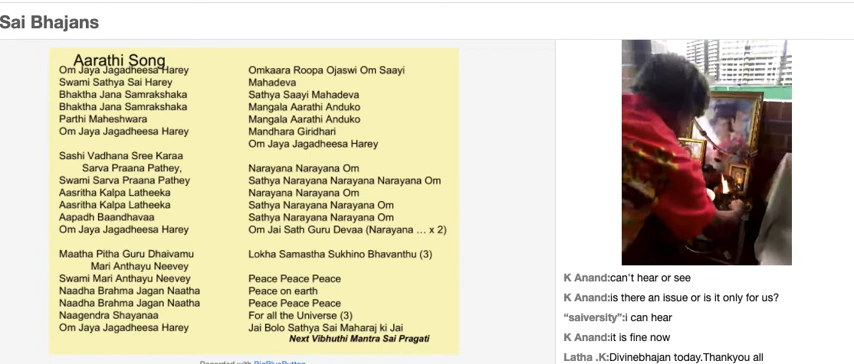 Sai Bhajans
Aarathi Song
Om Jaya Jagadheesa Harey
Swami Sathya Sai Harey
Bhaktha Jana Samrakshaka
Bhaktha Jana Samrakshaka
Parthi Maheshwara
Om Jaya Jagadheesa Harey
Sashi Vadhana Sree Karaa
Sarva Praana Pathey,
Swami Sarva Praana Pathey
Aasritha Kalpa Latheeka
Aasritha Kalpa Latheeka
Aapadh Baandhavaa
Om Jaya Jagadheesa Harey
Maatha Pitha Guru Dhaivamu
Mari Anthayu Neevey
Swami Mari Anthayu Neevey
Naadha Brahma Jagan Naatha
Naadha Brahma Jagan Naatha
Naagendra Shayanaa
Om Jaya Jagadheesa Harey
Omkaara Roopa Ojaswi Om Saayi
Mahadeva
Sathya Saayi Mahadeva
Mangala Aarathi Anduko
Mangala Aarathi Anduko
Mandhara Giridhari
Om Jaya Jagadheesa Harey
Narayana Narayana Om
Sathya Narayana Narayana Narayana Om
Narayana Narayana Om
Sathya Narayana Narayana Om
Sathya Narayana Narayana Om
Om Jai Sath Guru Devaa (Narayana ... x 2)
Lokha Samastha Sukhino Bhavanthu (3)
Peace Peace Peace
Peace on earth
Peace Peace Peace
For all the Universe (3)
Jai Bolo Sathya Sai Maharaj ki Jai
Next Vibhuthi Mantra Sai Pragati
Recorded with BigBlueButton
K Anand:can't hear or see
K Anand:is there an issue or is it only for us?
“saiversity”:i can hear
K Anand:it is fine now
Latha .K:Divinebhajan today.Thankyou all